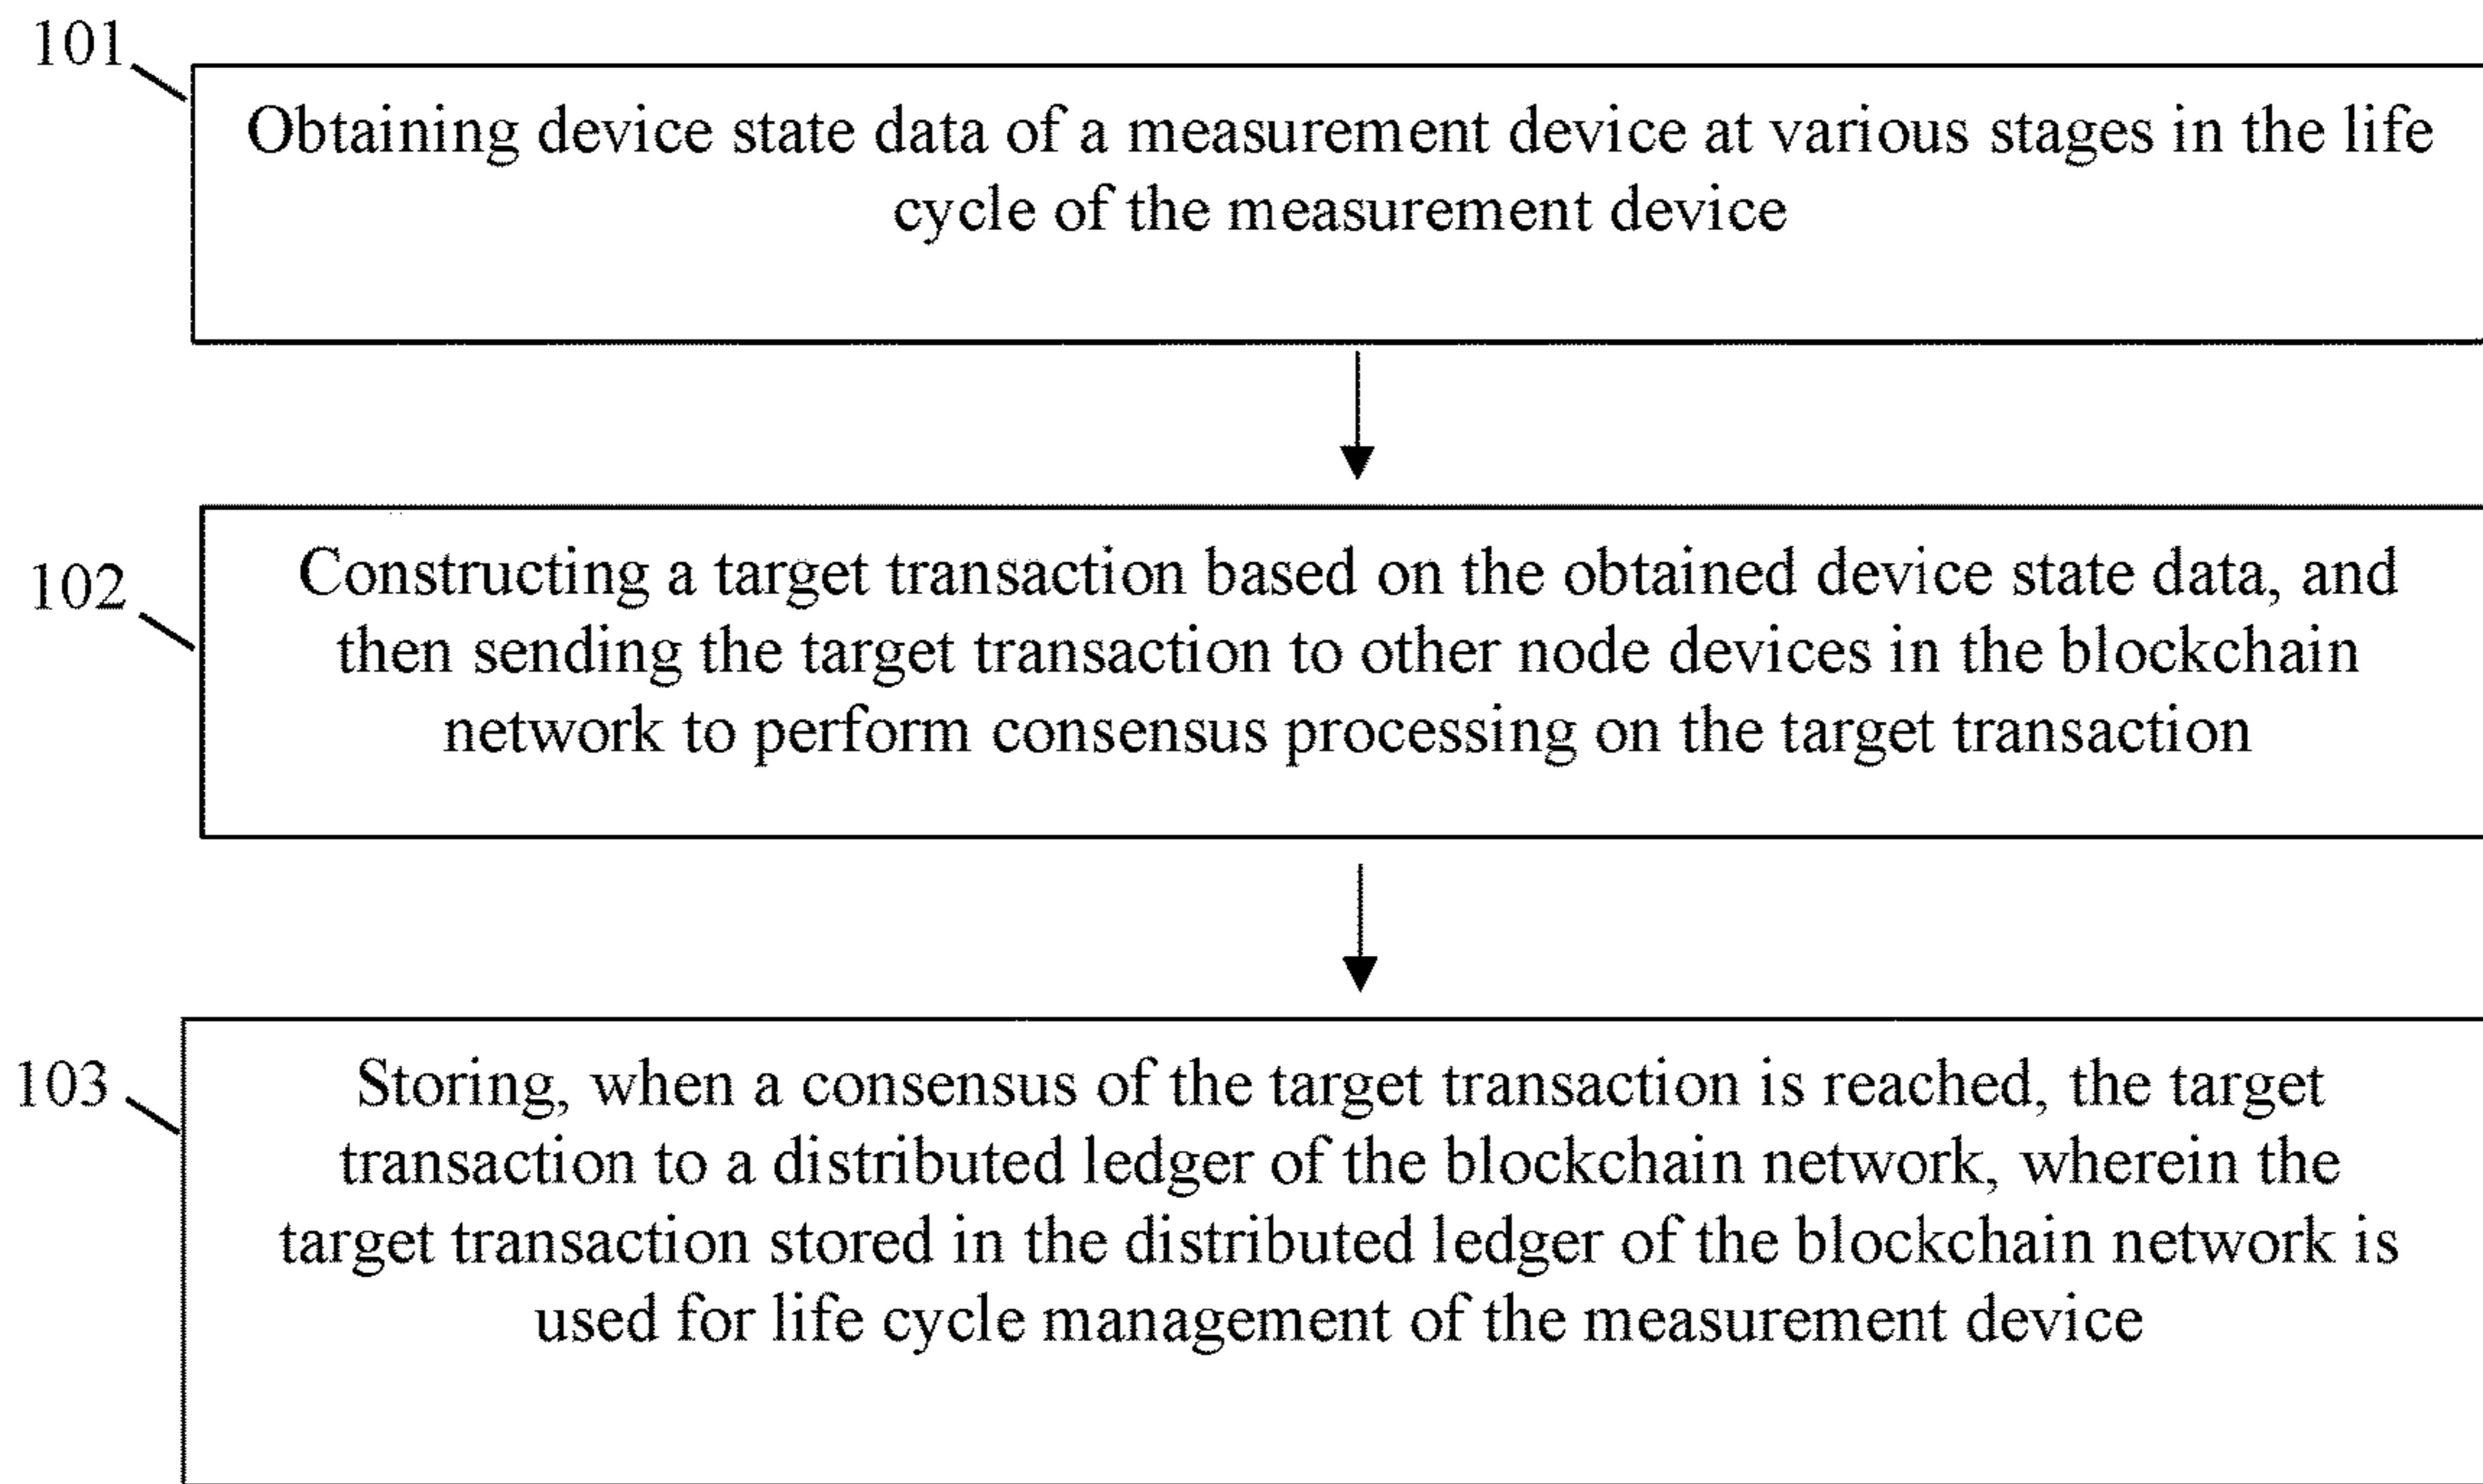 101
Obtaining device state data of a measurement device at various stages in the life
cycle of the measurement device
102
Constructing a target transaction based on the obtained device state data, and
then sending the target transaction to other node devices in the blockchain
network to perform consensus processing on the target transaction
103
Storing, when a consensus of the target transaction is reached, the target
transaction to a distributed ledger of the blockchain network, wherein the
target transaction stored in the distributed ledger of the blockchain network is
used for life cycle management of the measurement device